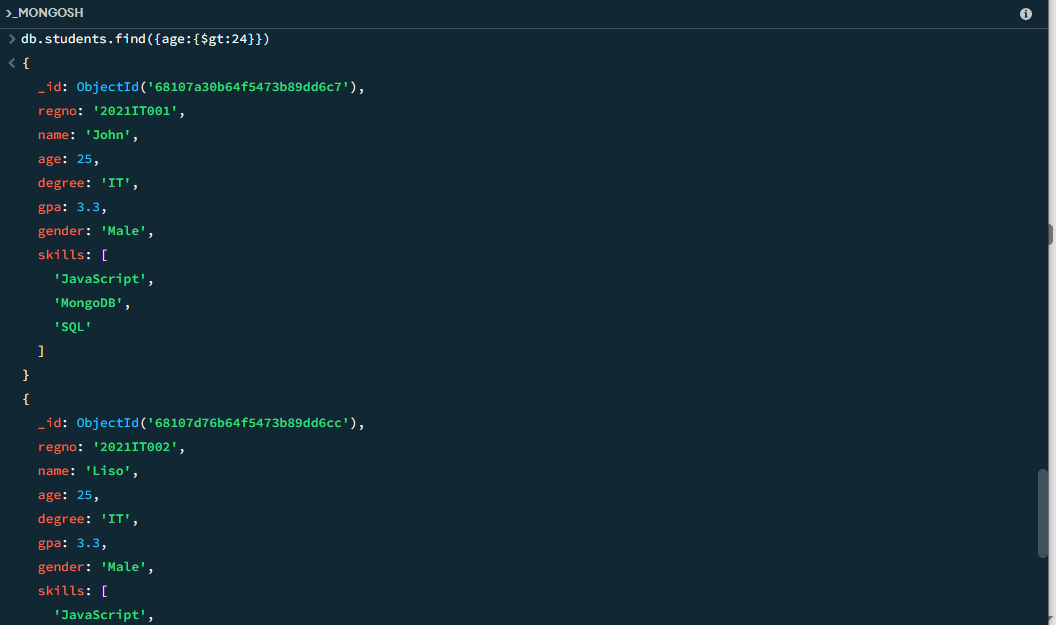 >_MONGOSH
> db.students.find({age:{$gt:24}})
< {
_id: ObjectId('68107a30b64f5473b89dd6c7'),
regno: '2021IT001',
name: 'John',
age: 25,
degree: 'IT',
gpa: 3.3,
gender: 'Male',
skills: [
'JavaScript',
'MongoDB',
'SQL'
]
}
{
_id: ObjectId('68107d76b64f5473b89dd6cc'),
regno: '2021IT002',
name: 'Liso',
age: 25,
degree: 'IT',
gpa: 3.3,
gender: 'Male',
skills: [
'JavaScript',